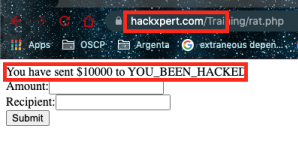 hackxpert.com/Training/rat.php
Apps OSCP Argenta extraneous depen...
You have sent $10000 to YOU_BEEN_HACKED
Amount:
Recipient:
Submit